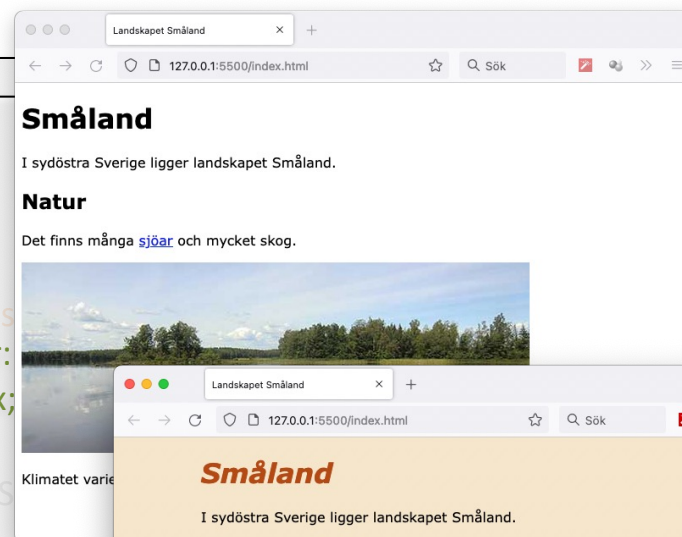 Landskapet Småland
127.0.0.1:5500/index.html
Sök
Småland
I sydöstra Sverige ligger landskapet Småland.
Natur
Det finns många sjöar och mycket skog.
Klimatet
Landskapet Småland
127.0.0.1:5500/index.html
Sök
Småland
I sydöstra Sverige ligger landskapet Småland.